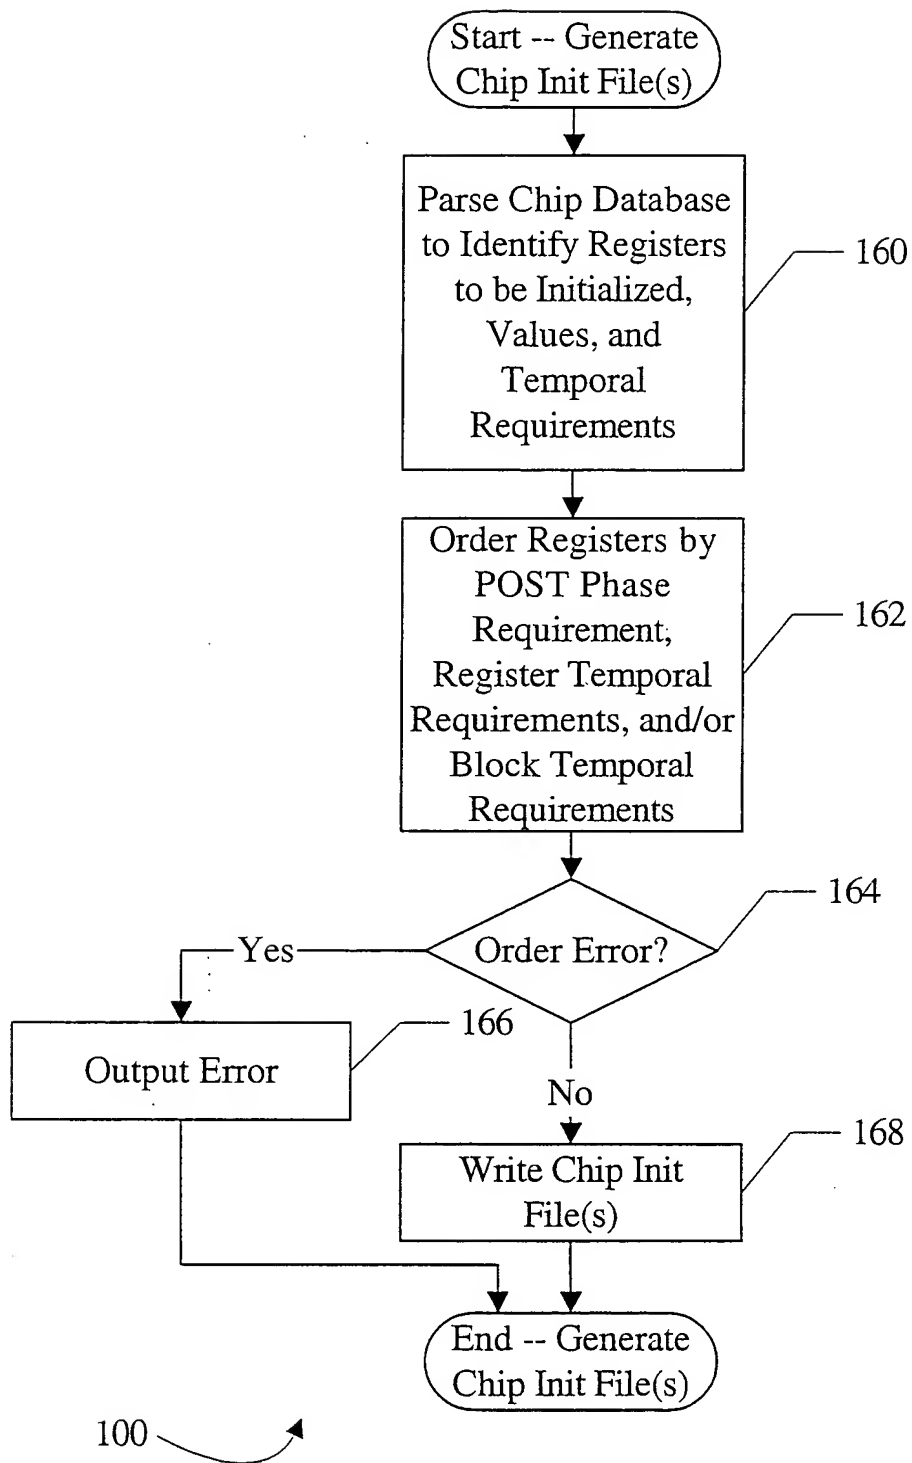 Start -- Generate
Chip Init File(s)
Parse Chip Database
to Identify Registers
to be Initialized,
Values, and
Temporal
Requirements
160
Order Registers by
POST Phase
Requirement,
Register Temporal
Requirements, and/or
Block Temporal
Requirements
162
Order Error?
164
Yes
Output Error
166
No
Write Chip Init
File(s)
168
End -- Generate
Chip Init File(s)
100